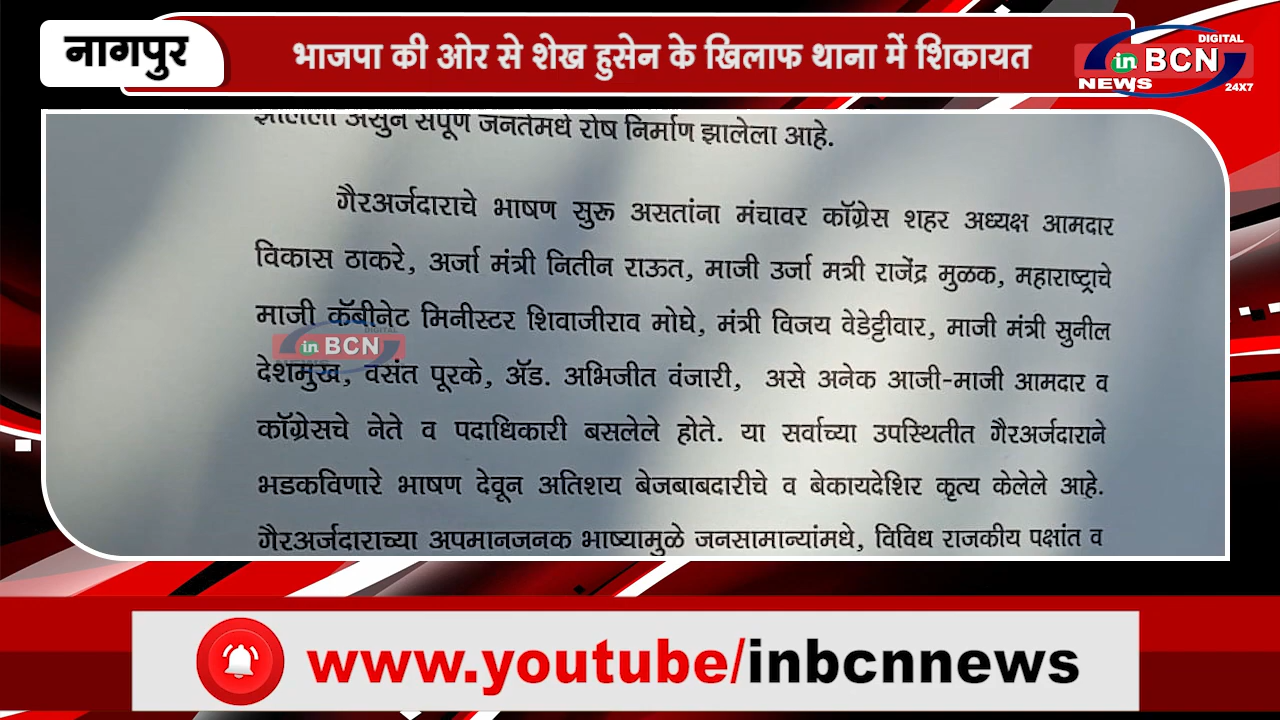 नागपुर
भाजपा की ओर से शेख हुसेन के खिलाफ थाना में शिकायत
DIGITAL
in BCN
NEWS 24X7
झालेला असुन संपूर्ण जनतेमधे रोष निर्माण झालेला आहे.
गैरअर्जदाराचे भाषण सुरू असतांना मंचावर कॉग्रेस शहर अध्यक्ष आमदार
विकास ठाकरे, अर्जा मंत्री नितीन राऊत, माजी उर्जा मत्री राजेंद्र मुळक, महाराष्ट्राचे
माजी कॅबीनेट मिनीस्टर शिवाजीराव मोघे, मंत्री विजय वेडेट्टीवार, माजी मंत्री सुनील
DIGITAL
in BCN
NEWS
देशमुख, वसंत पूरके, ॲड. अभिजीत वंजारी, असे अनेक आजी-माजी आमदार व
कॉग्रेसचे नेते व पदाधिकारी बसलेले होते. या सर्वाच्या उपस्थितीत गैरअर्जदाराने
भडकविणारे भाषण देवून अतिशय बेजबाबदारीचे व बेकायदेशिर कृत्य केलेले आहे.
गैरअर्जदाराच्या अपमानजनक भाष्यामुळे जनसामान्यांमधे, विविध राजकीय पक्षांत व
www.youtube/inbcnnews